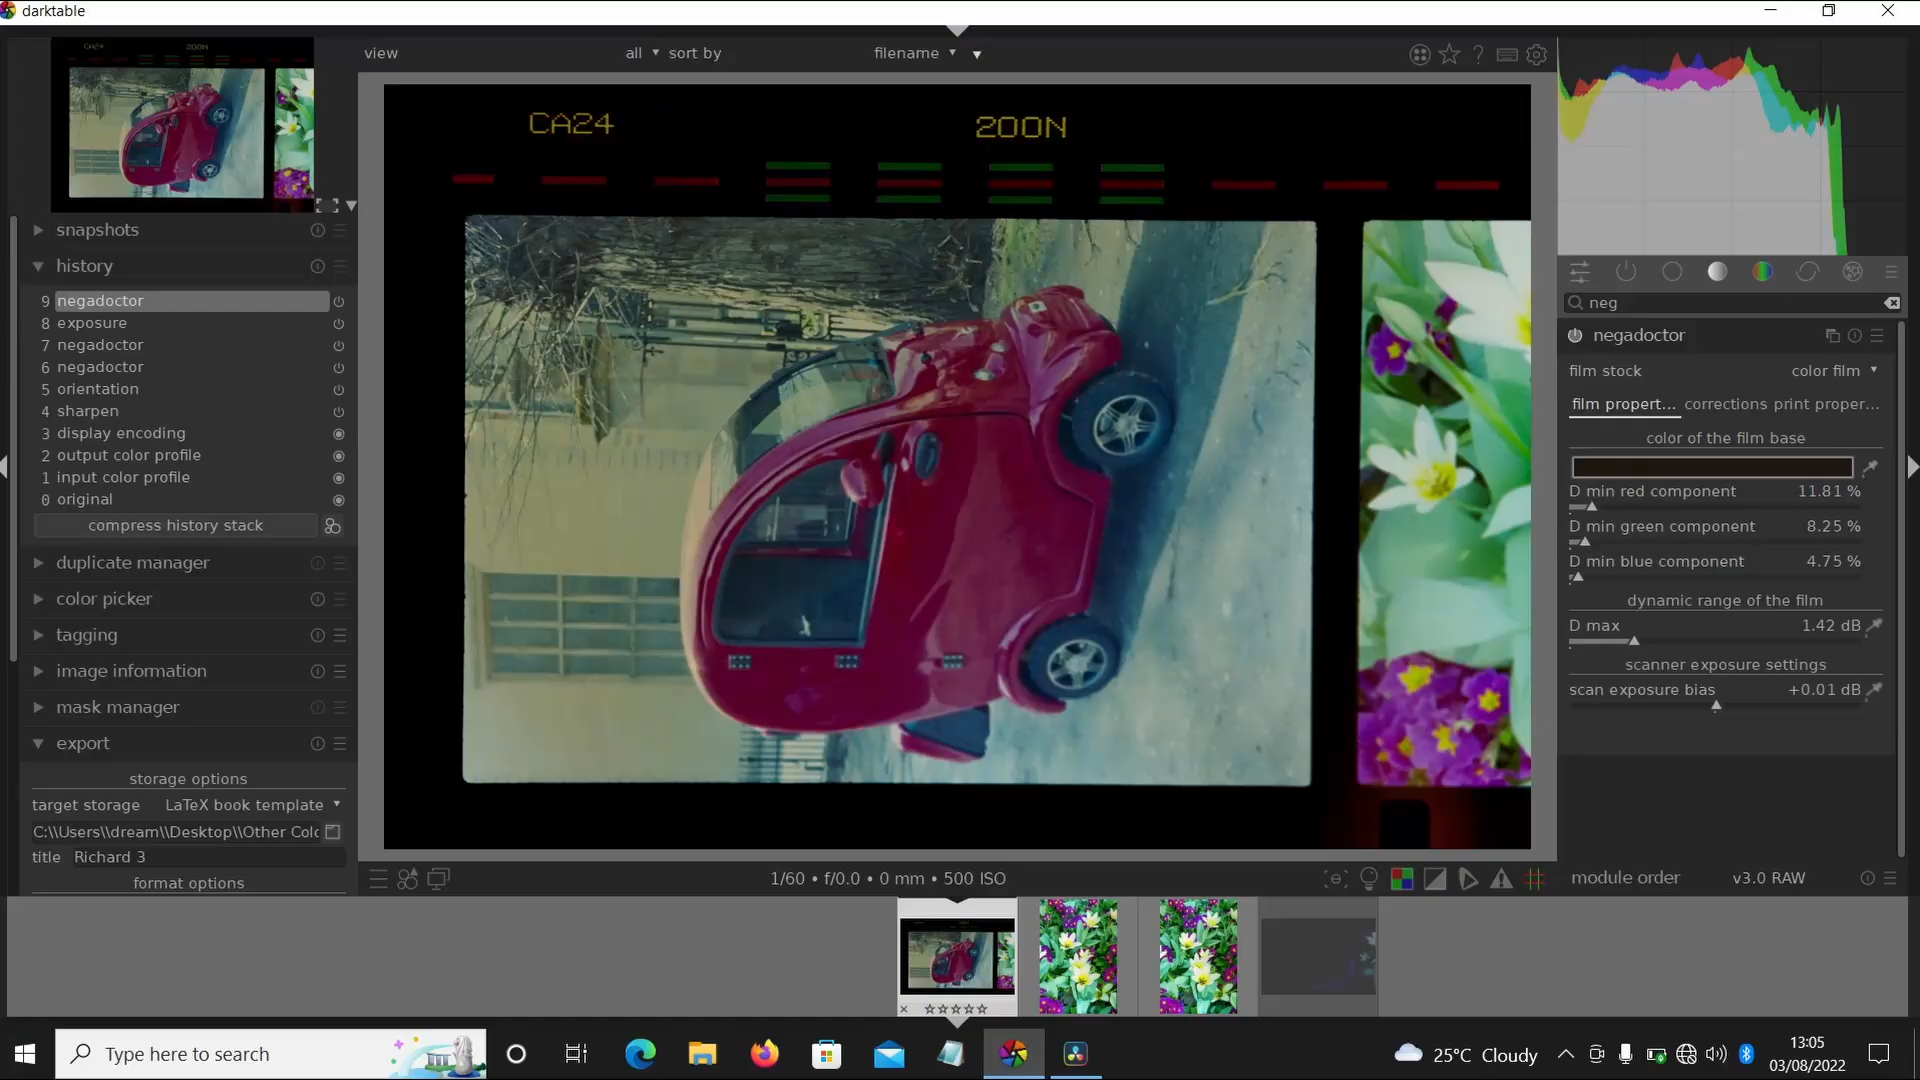 darktable
view
all
sort by
filename
CA24
200N
snapshots
history
9 negadoctor
8 exposure
7 negadoctor
6 negadoctor
5 orientation
4 sharpen
3 display encoding
2 output color profile
1 input color profile
0 original
compress history stack
duplicate manager
color picker
tagging
image information
mask manager
export
storage options
target storage LaTeX book template
C:\\Users\\dream\\Desktop\\Other Colo
title Richard 3
format options
neg
negadoctor
film stock color film
film propert... corrections print proper...
color of the film base
D min red component 11.81 %
D min green component 8.25 %
D min blue component 4.75 %
dynamic range of the film
D max 1.42 dB
scanner exposure settings
scan exposure bias +0.01 dB
1/60 • f/0.0 • 0 mm • 500 ISO
module order v3.0 RAW
Type here to search
25°C Cloudy
13:05
03/08/2022